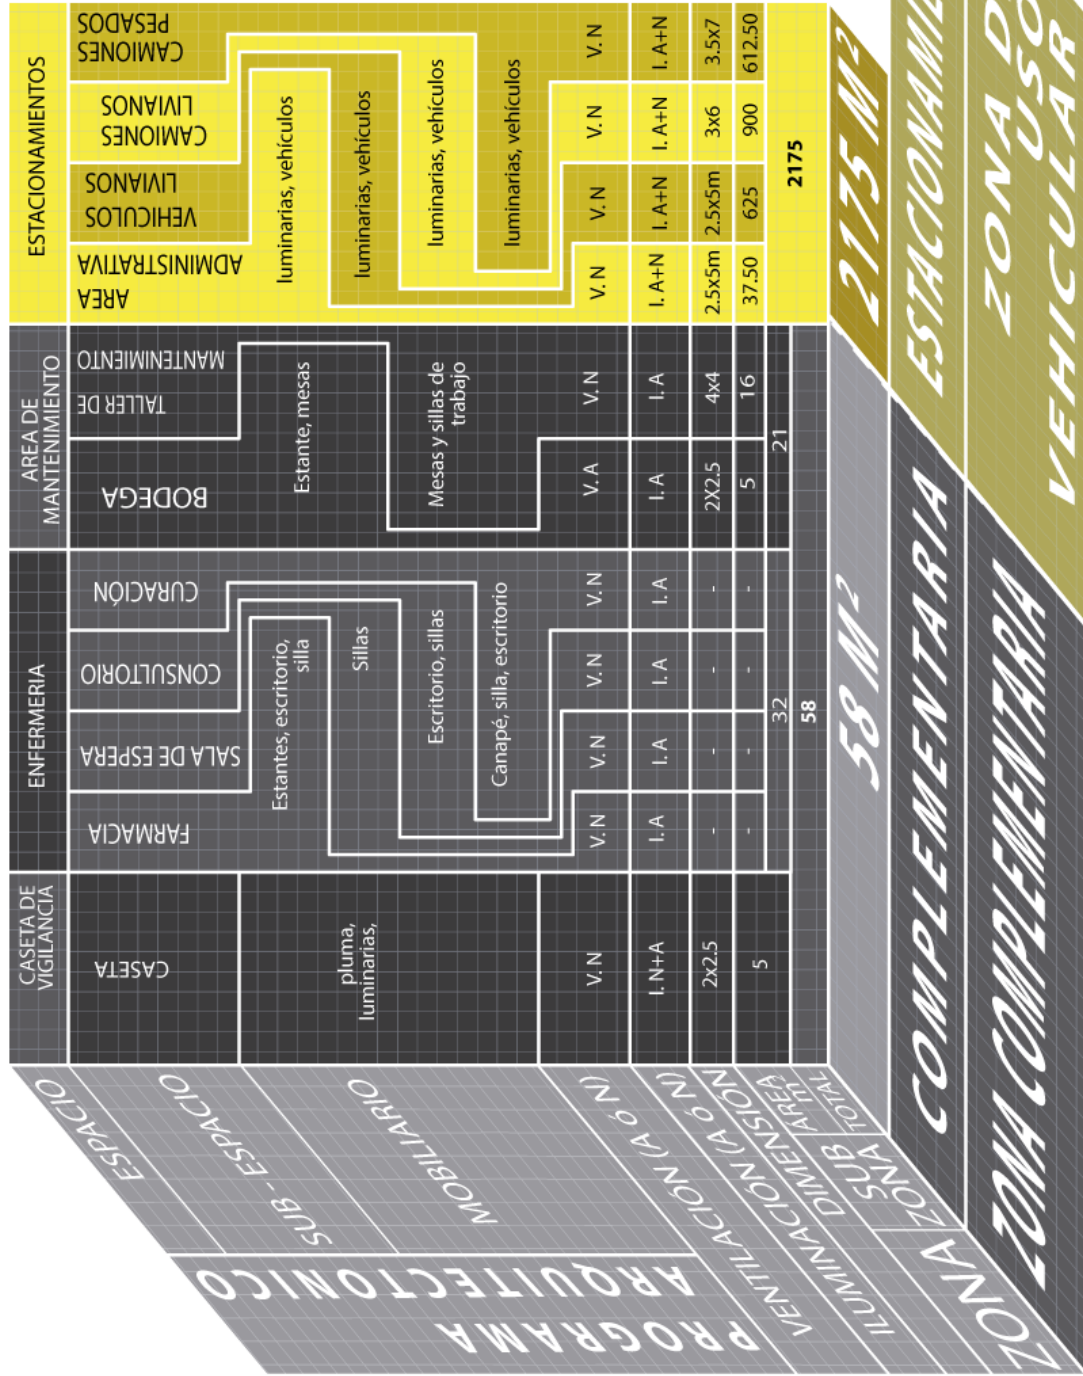 PROGRAMA
ARQUITECTONICO
ESPACIO
SUB - ESPACIO
MOBILIARIO
VENTILACIÓN (A ó N)
ILUMINACIÓN (A ó N)
DIMENSIÓN
AREA
m²
TOTAL
SUB
ZONA
ZONA
CASETA DE
VIGILANCIA
CASETA
pluma,
luminarias,
V. N
I. N+A
2x2.5
5
ENFERMERIA
FARMACIA
SALA DE ESPERA
CONSULTORIO
CURACIÓN
Estantes, escritorio,
silla
Sillas
Escritorio, sillas
Canapé, silla, escritorio
V. N
V. N
V. N
V. N
I. A
I. A
I. A
I. A
-
-
-
-
-
-
-
-
32
AREA DE
MANTENIMIENTO
BODEGA
TALLER DE
MANTENIMIENTO
Estante, mesas
Mesas y sillas de
trabajo
V. A
V. N
I. A
I. A
2X2.5
4x4
5
16
21
58
ESTACIONAMIENTOS
AREA
ADMINISTRATIVA
VEHICULOS
LIVIANOS
CAMIONES
LIVIANOS
CAMIONES
PESADOS
luminarias, vehículos
luminarias, vehículos
luminarias, vehículos
luminarias, vehículos
V. N
V. N
V. N
V. N
I. A+N
I. A+N
I. A+N
I. A+N
2.5x5m
2.5x5m
3x6
3.5x7
37.50
625
900
612.50
2175
58 M²
2175 M²
COMPLEMENTARIA
ESTACIONAMIE
ZONA COMPLEMENTARIA
ZONA D
USO
VEHICULAR